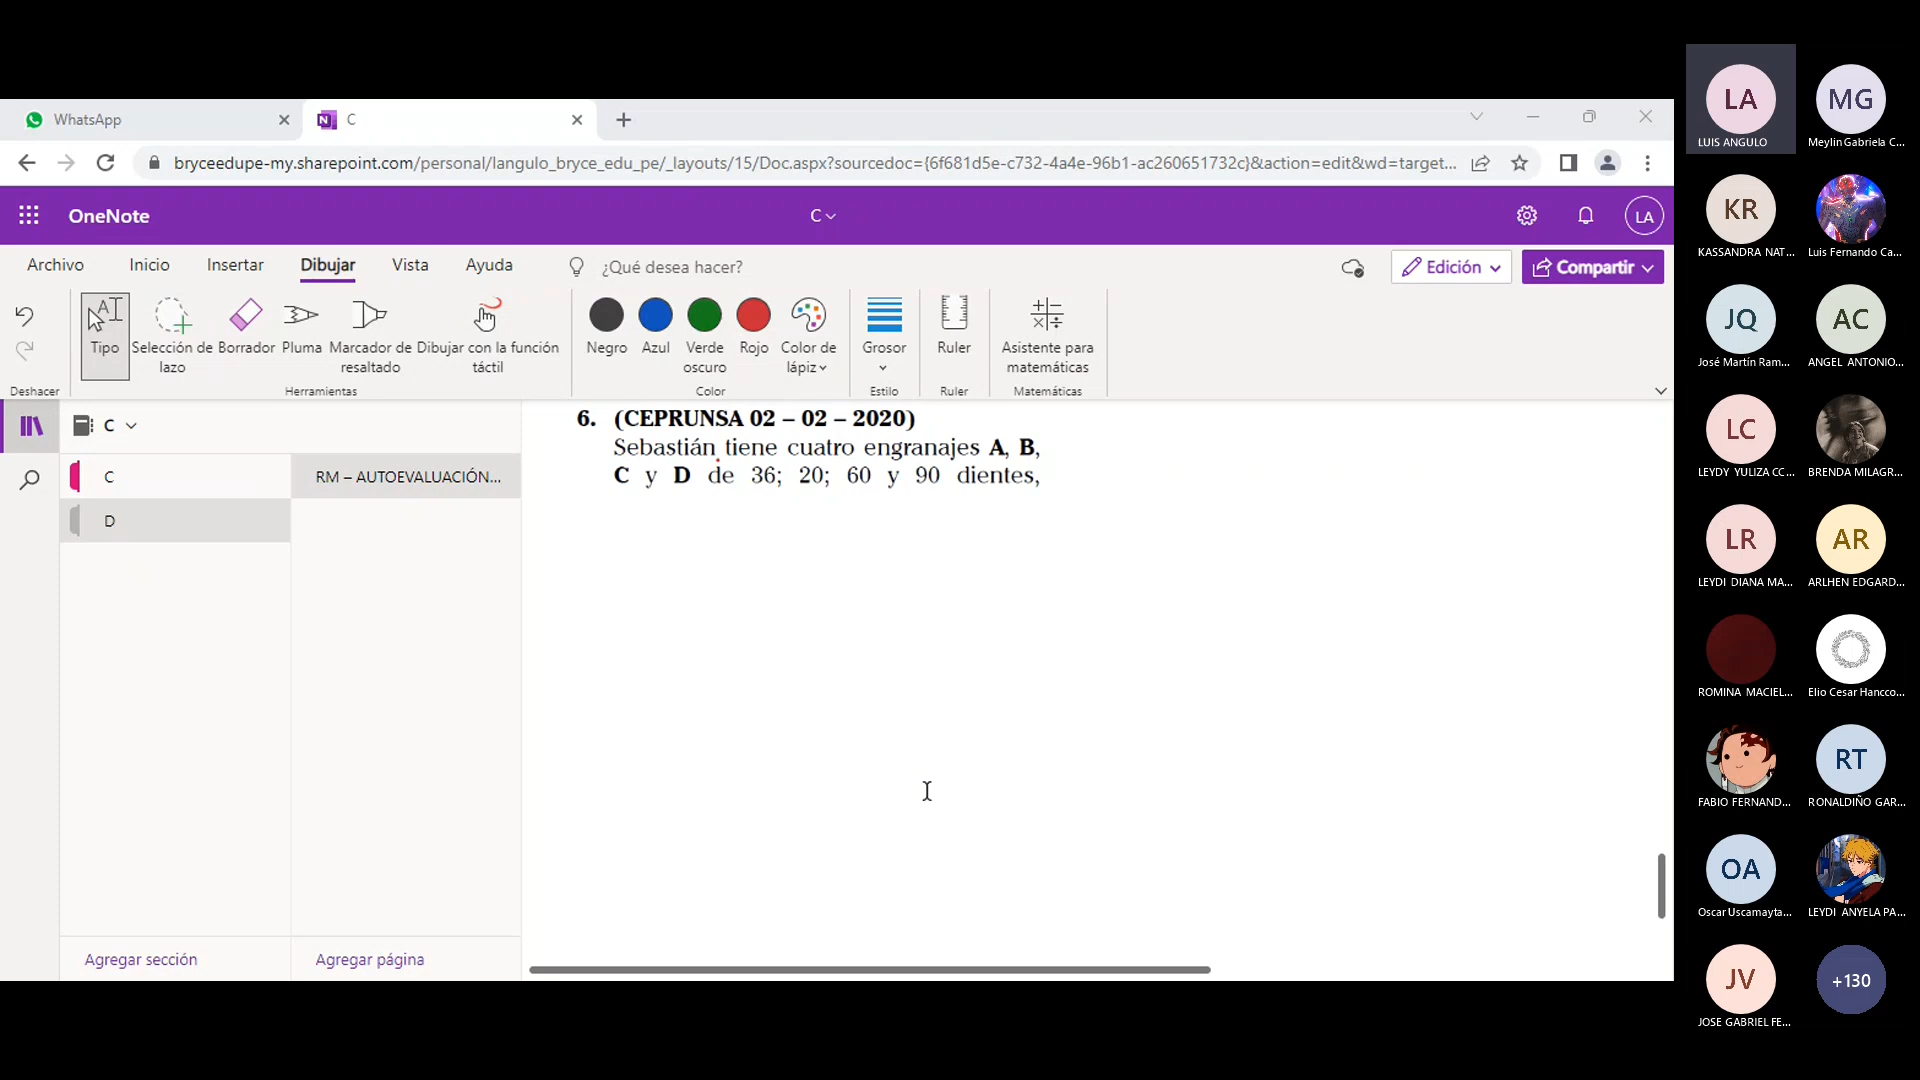 WhatsApp
C
bryceedupe-my.sharepoint.com/personal/langulo_bryce_edu_pe/_layouts/15/Doc.aspx?sourcedoc={6f681d5e-c732-4a4e-96b1-ac260651732c}&action=edit&wd=target...
OneNote
C
LA
Archivo Inicio Insertar Dibujar Vista Ayuda ¿Qué desea hacer? Edición Compartir
Tipo Selección de lazo Borrador Pluma Marcador de resaltado Dibujar con la función táctil Negro Azul Verde oscuro Rojo Color de lápiz Grosor Ruler Asistente para matemáticas
Deshacer Herramientas Color Estilo Ruler Matemáticas
C
C
D
RM – AUTOEVALUACIÓN...
6. (CEPRUNSA 02 – 02 – 2020)
Sebastián tiene cuatro engranajes A, B,
C y D de 36; 20; 60 y 90 dientes,
Agregar sección
Agregar página
LA MG
LUIS ANGULO Meylin Gabriela C...
KR
KASSANDRA NAT... Luis Fernando Ca...
JQ AC
José Martín Ram... ANGEL ANTONIO...
LC
LEYDY YULIZA CC... BRENDA MILAGR...
LR AR
LEYDI DIANA MA... ARLHEN EDGARD...
ROMINA MACIEL... Elio Cesar Hancco...
RT
FABIO FERNAND... RONALDIÑO GAR...
OA
Oscar Uscamayta... LEYDI ANYELA PA...
JV +130
JOSE GABRIEL FE...